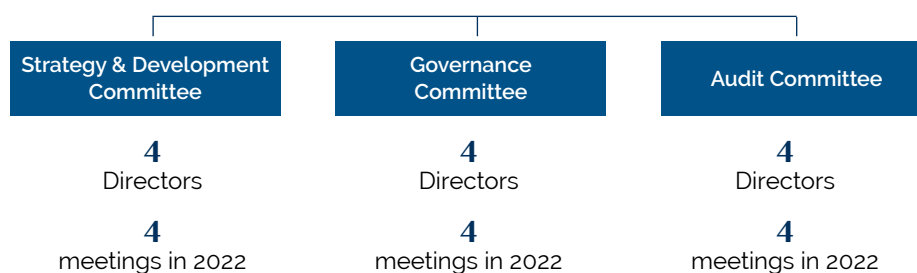 Strategy & Development
Committee
Governance
Committee
Audit Committee
4
Directors
4
Directors
4
Directors
4
meetings in 2022
4
meetings in 2022
4
meetings in 2022